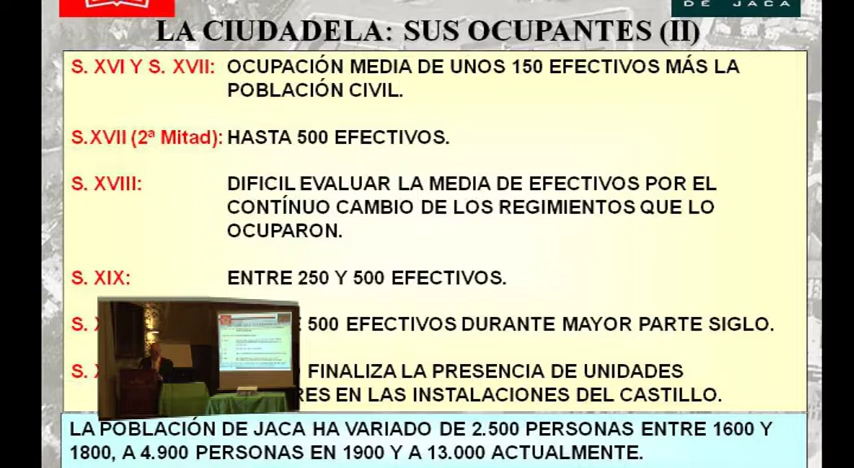 DE JACA
LA CIUDADELA: SUS OCUPANTES (II)
S. XVI Y S. XVII: OCUPACIÓN MEDIA DE UNOS 150 EFECTIVOS MÁS LA
POBLACIÓN CIVIL.
S.XVII (2ª Mitad): HASTA 500 EFECTIVOS.
S. XVIII: DIFICIL EVALUAR LA MEDIA DE EFECTIVOS POR EL
CONTÍNUO CAMBIO DE LOS REGIMIENTOS QUE LO
OCUPARON.
S. XIX: ENTRE 250 Y 500 EFECTIVOS.
S. 500 EFECTIVOS DURANTE MAYOR PARTE SIGLO.
S. FINALIZA LA PRESENCIA DE UNIDADES
RES EN LAS INSTALACIONES DEL CASTILLO.
LA POBLACIÓN DE JACA HA VARIADO DE 2.500 PERSONAS ENTRE 1600 Y
1800, A 4.900 PERSONAS EN 1900 Y A 13.000 ACTUALMENTE.